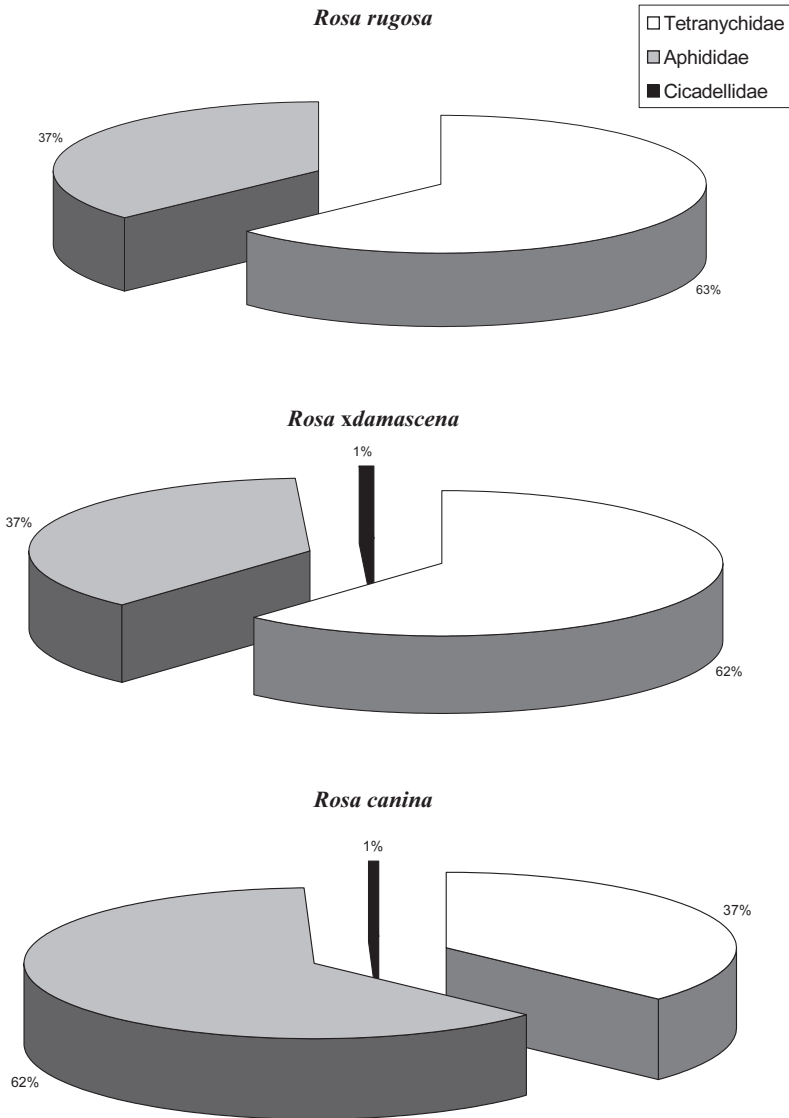 Rosa rugosa
Tetranychidae
Aphididae
Cicadellidae
37%
63%
Rosa xdamascena
1%
37%
62%
Rosa canina
1%
37%
62%